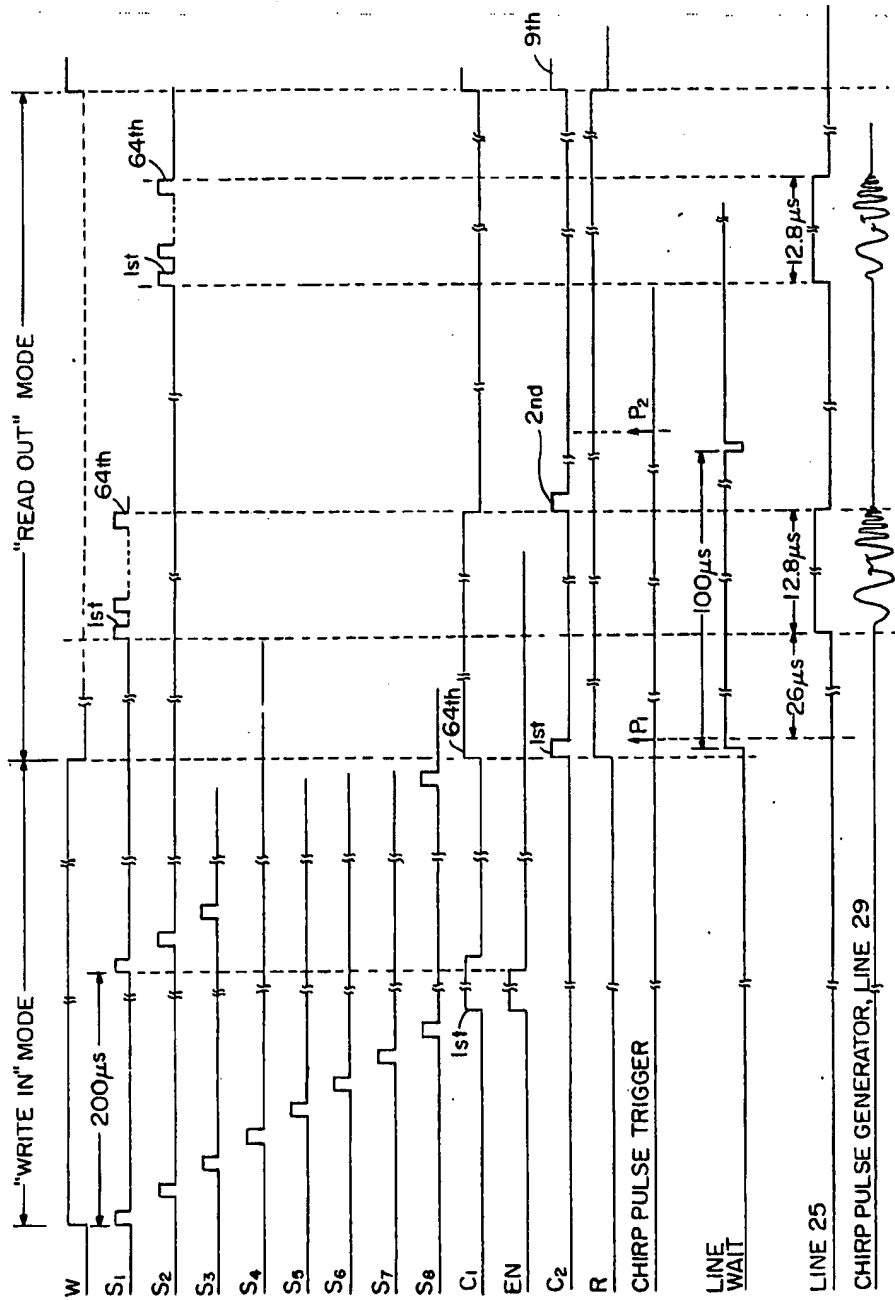 "WRITE IN" MODE
"READ OUT" MODE
W
200μs
S1
1st
64th
S2
1st
64th
S3
S4
S5
S6
S7
S8
C1
1st
64th
EN
C2
1st
2nd
9th
R
CHIRP PULSE TRIGGER
P1
P2
LINE
WAIT
100μs
26μs
12.8μs
12.8μs
LINE 25
CHIRP PULSE GENERATOR, LINE 29